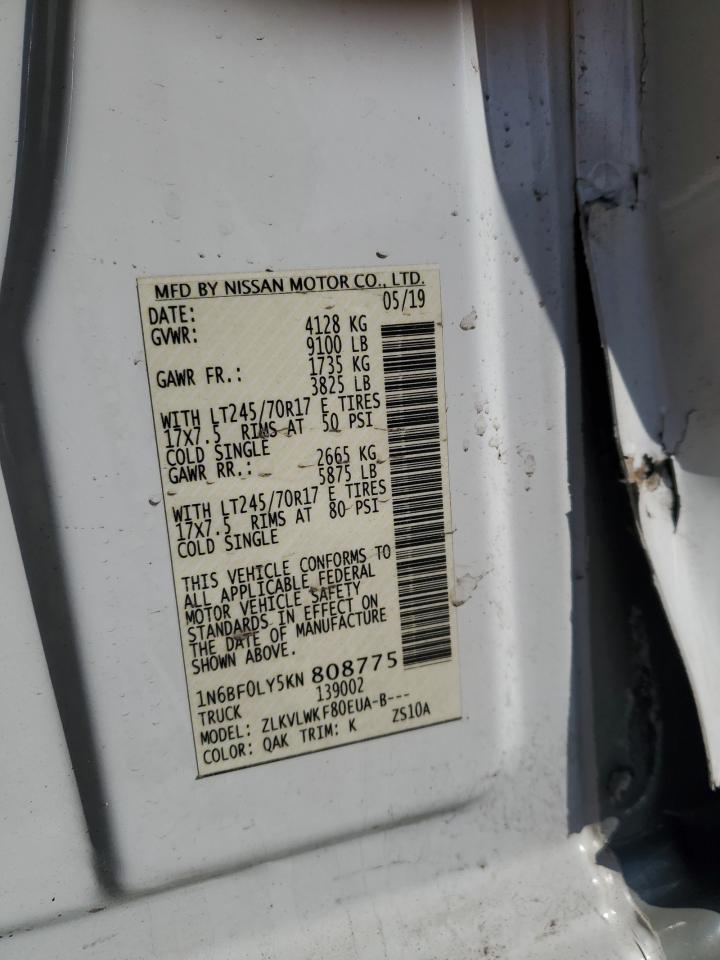 MFD BY NISSAN MOTOR CO., LTD.
DATE: 05/19
GVWR: 4128 KG
9100 LB
GAWR FR.: 1735 KG
3825 LB
WITH LT245/70R17 E TIRES
17X7.5 RIMS AT 50 PSI
COLD SINGLE
GAWR RR.: 2665 KG
5875 LB
WITH LT245/70R17 E TIRES
17X7.5 RIMS AT 80 PSI
COLD SINGLE
THIS VEHICLE CONFORMS TO
ALL APPLICABLE FEDERAL
MOTOR VEHICLE SAFETY
STANDARDS IN EFFECT ON
THE DATE OF MANUFACTURE
SHOWN ABOVE.
1N6BF0LY5KN 808775
TRUCK 139002
MODEL: ZLKVLWKF80EUA-B---
COLOR: QAK TRIM: K ZS10A